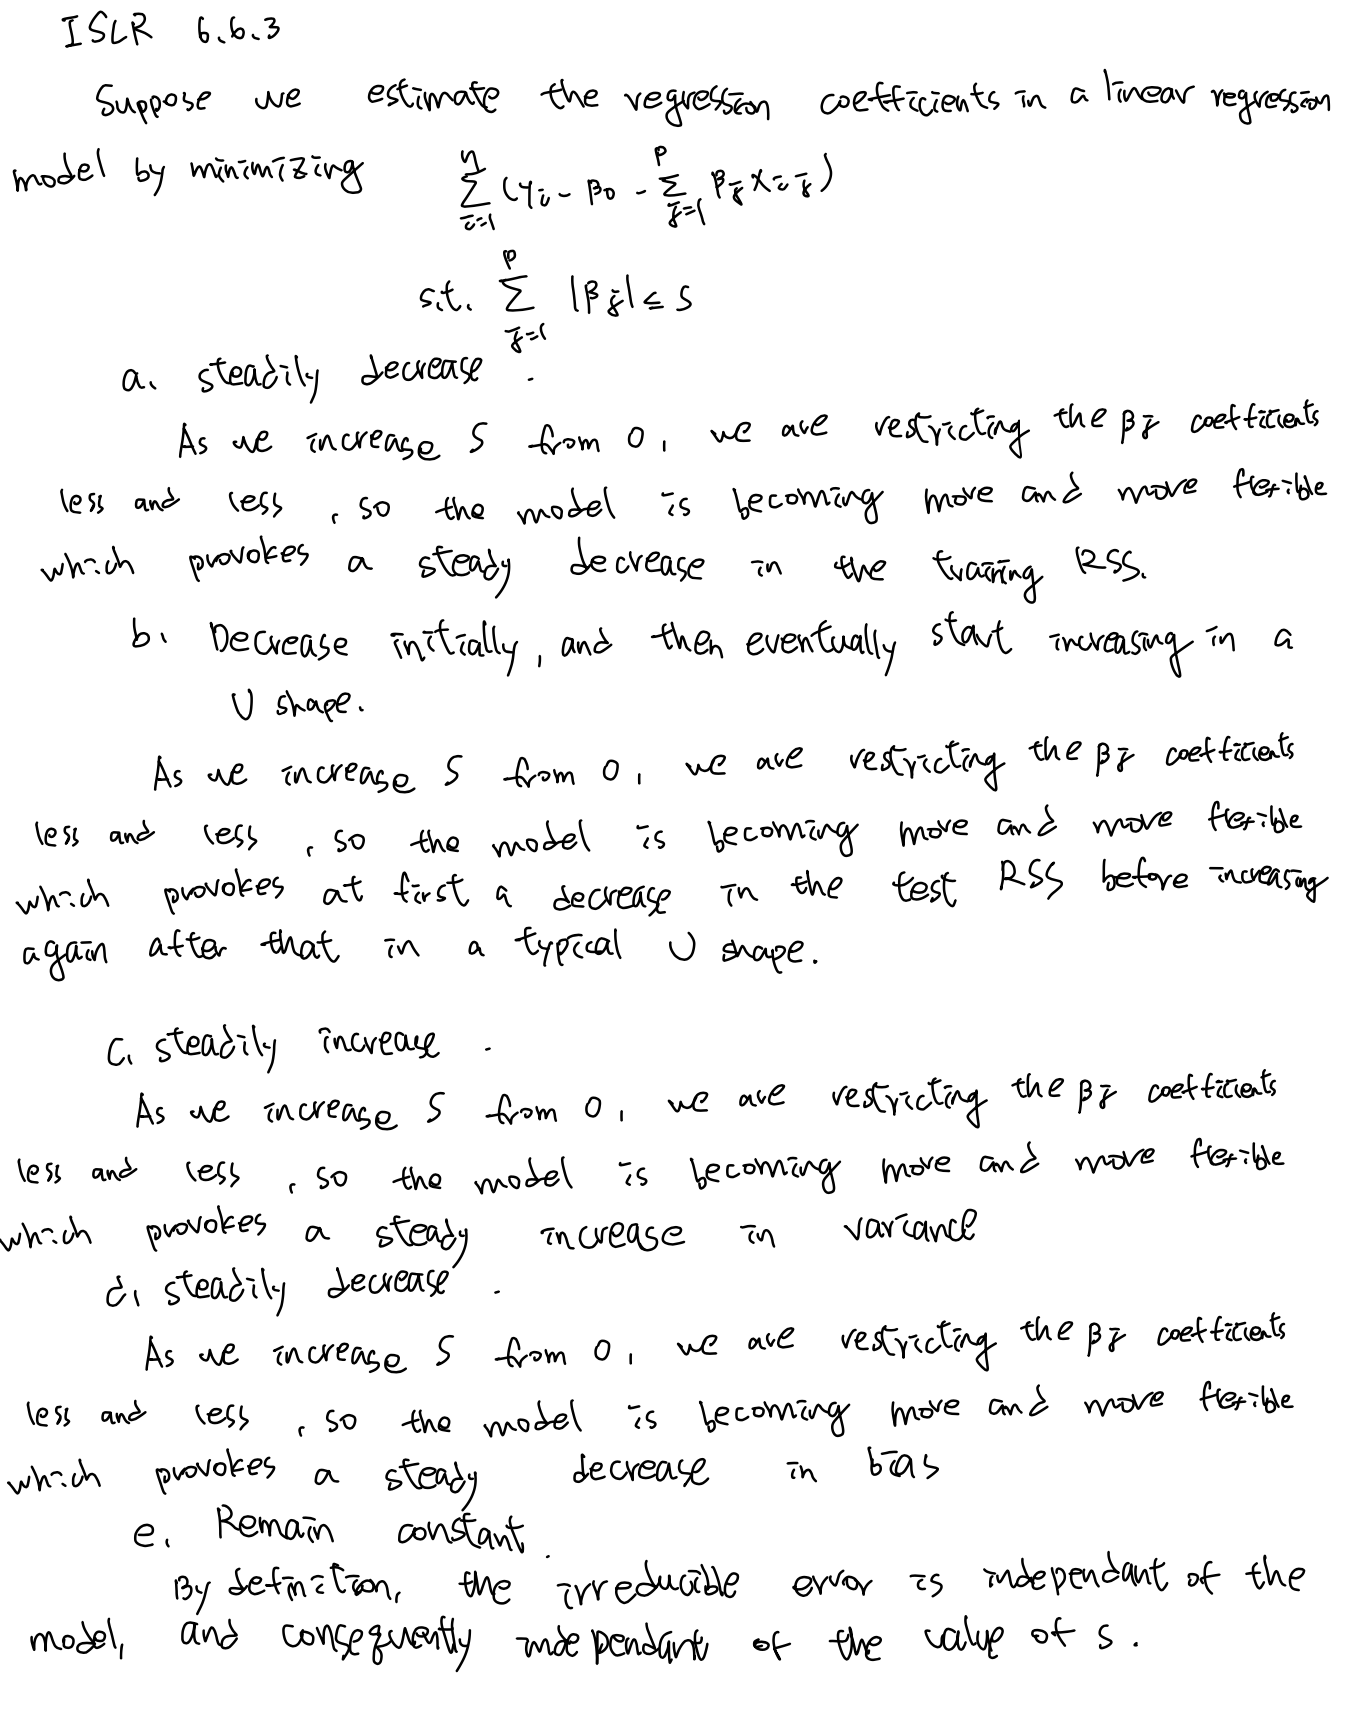 ISLR 6.6.3
Suppose we estimate the regression coefficients in a linear regression
model by minimizing \sum_{i=1}^{n} (y_i - β_0 - \sum_{j=1}^{p} β_j x_{ij})
s.t. \sum_{j=1}^{p} |β_j| ≤ s
a. steadily decrease.
As we increase s from 0, we are restricting the β_j coefficients
less and less, so the model is becoming more and more flexible
which provokes a steady decrease in the training RSS.
b. Decrease initially, and then eventually start increasing in a
U shape.
As we increase s from 0, we are restricting the β_j coefficients
less and less, so the model is becoming more and more flexible
which provokes at first a decrease in the test RSS before increasing
again after that in a typical U shape.
c. steadily increase.
As we increase s from 0, we are restricting the β_j coefficients
less and less, so the model is becoming more and more flexible
which provokes a steady increase in variance
d. steadily decrease.
As we increase s from 0, we are restricting the β_j coefficients
less and less, so the model is becoming more and more flexible
which provokes a steady decrease in bias
e. Remain constant.
By definition, the irreducible error is independant of the
model, and consequently independant of the value of s.